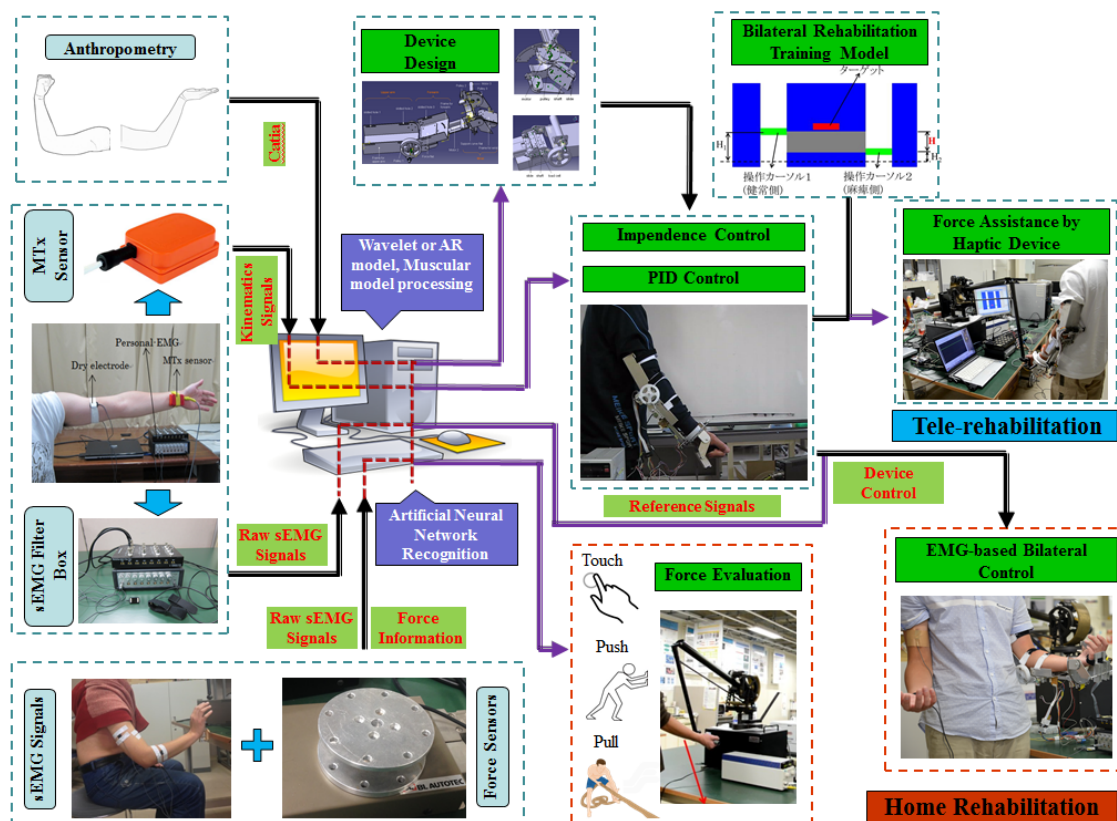 Anthropometry
Catia
Device
Design
Bilateral Rehabilitation
Training Model
ターゲット
H1
H
H2
操作カーソル1
(健常側)
操作カーソル2
(麻痺側)
MTx
Sensor
Kinematics
Signals
Wavelet or AR
model, Muscular
model processing
Impendence Control
PID Control
Force Assistance by
Haptic Device
Tele-rehabilitation
Personal-EMG
Dry electrode
MTx sensor
sEMG Filter
Box
Raw sEMG
Signals
Artificial Neural
Network
Recognition
Reference Signals
Device
Control
Raw sEMG
Signals
Force
Information
Touch
Push
Pull
Force Evaluation
EMG-based Bilateral
Control
sEMG Signals
BL AUTOTEC
Force Sensors
Home Rehabilitation